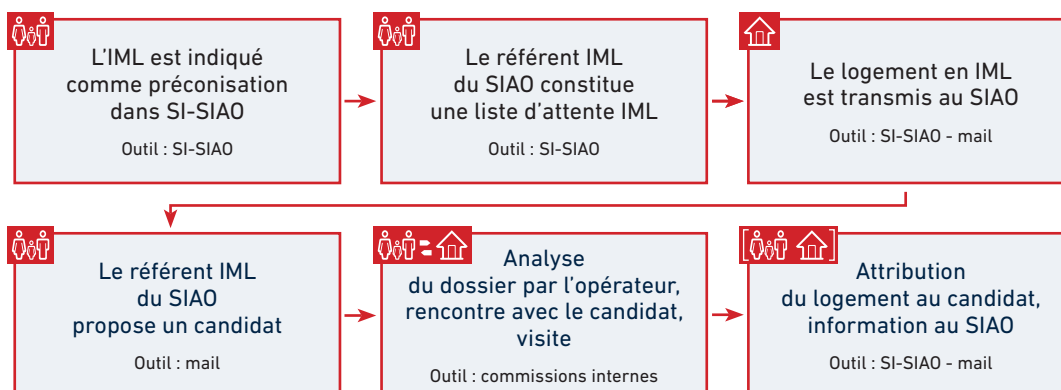 L’IML est indiqué
comme préconisation
dans SI-SIAO
Outil : SI-SIAO
Le référent IML
du SIAO constitue
une liste d’attente IML
Outil : SI-SIAO
Le logement en IML
est transmis au SIAO
Outil : SI-SIAO - mail
Le référent IML
du SIAO
propose un candidat
Outil : mail
Analyse
du dossier par l’opérateur,
rencontre avec le candidat,
visite
Outil : commissions internes
Attribution
du logement au candidat,
information au SIAO
Outil : SI-SIAO - mail